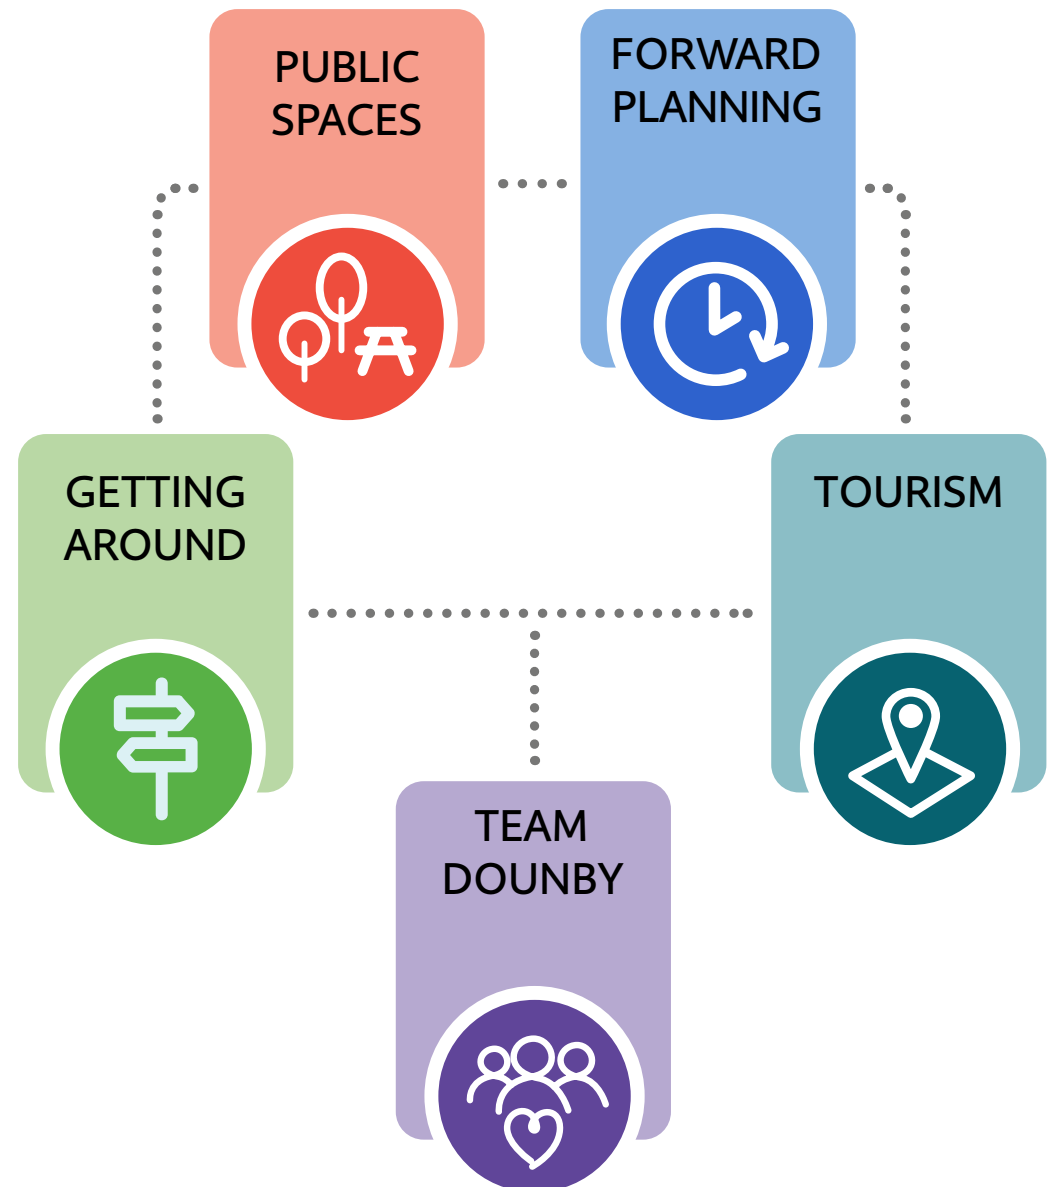 PUBLIC
SPACES
FORWARD
PLANNING
GETTING
AROUND
TOURISM
TEAM
DOUNBY